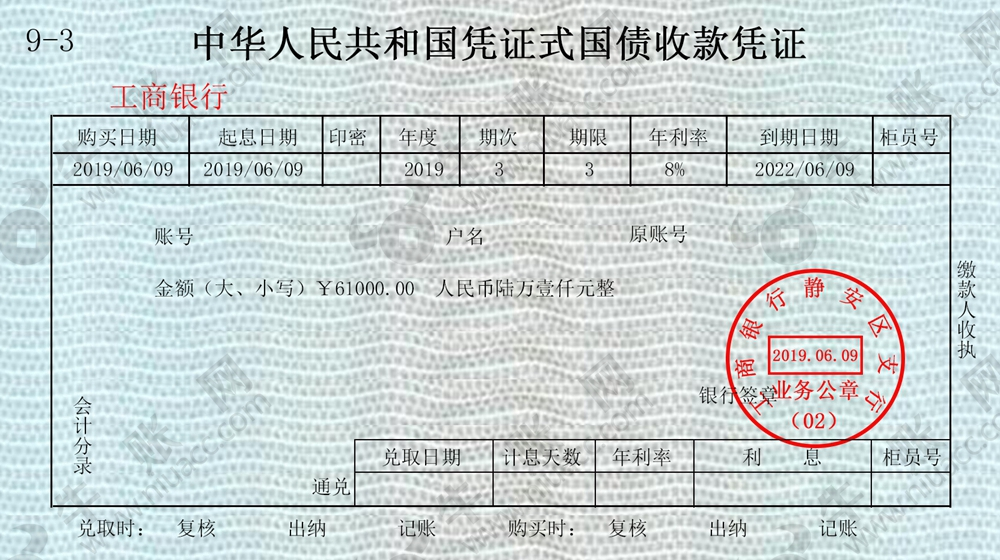 9-3
中华人民共和国凭证式国债收款凭证
工商银行
购买日期 起息日期 印密 年度 期次 期限 年利率 到期日期 柜员号
2019/06/09 2019/06/09 2019 3 3 8% 2022/06/09
账号 户名 原账号
金额（大、小写）￥61000.00 人民币陆万壹仟元整
缴款人收执
工商银行静安区支行
2019.06.09
银行签章
业务公章
（02）
会计分录
兑取日期 计息天数 年利率 利息 柜员号
通兑
兑取时： 复核 出纳 记账 购买时： 复核 出纳 记账